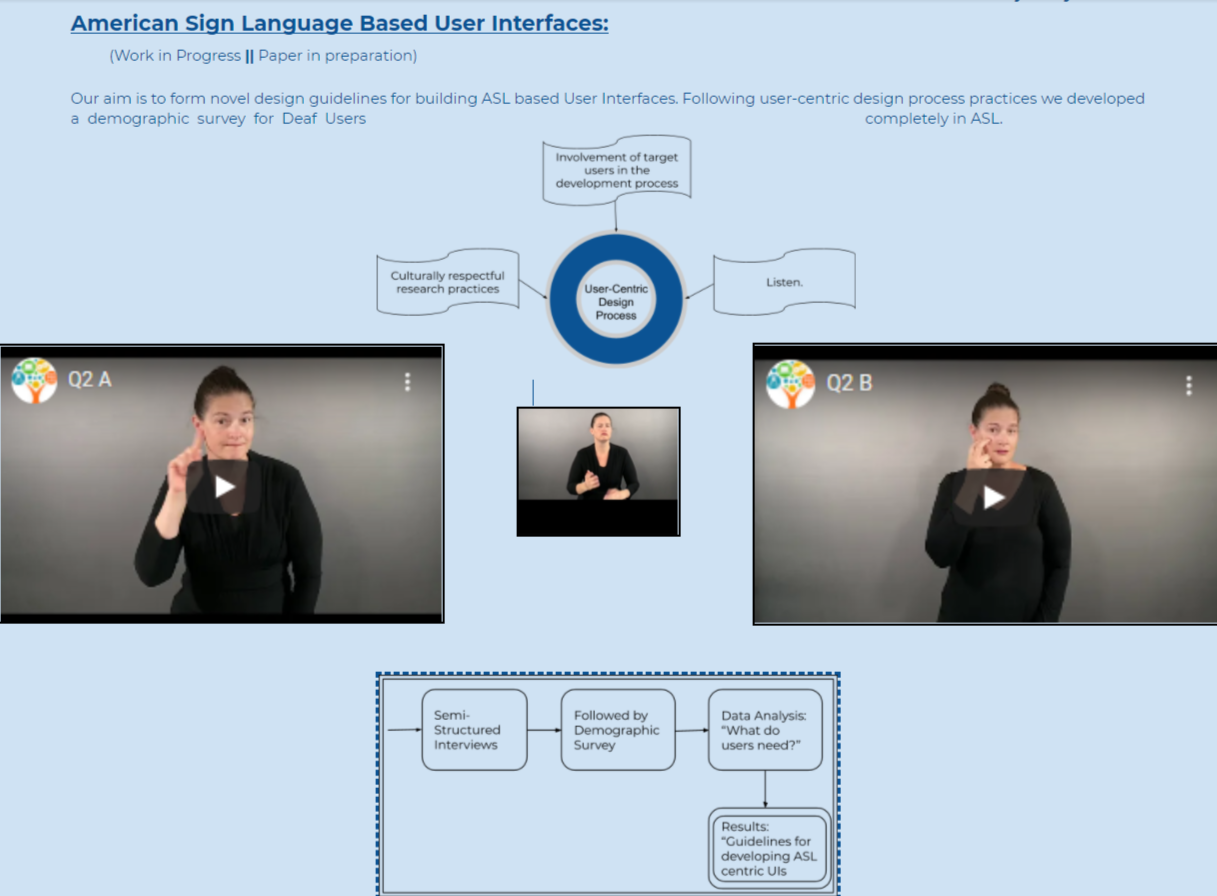 American Sign Language Based User Interfaces:
(Work in Progress || Paper in preparation)
Our aim is to form novel design guidelines for building ASL based User Interfaces. Following user-centric design process practices we developed
a demographic survey for Deaf Users completely in ASL.
Involvement of target
users in the
development process
Culturally respectful
research practices
User-Centric
Design
Process
Listen.
Q2 A
Q2 B
Semi-
Structured
Interviews
Followed by
Demographic
Survey
Data Analysis:
“What do
users need?”
Results:
“Guidelines for
developing ASL
centric UIs